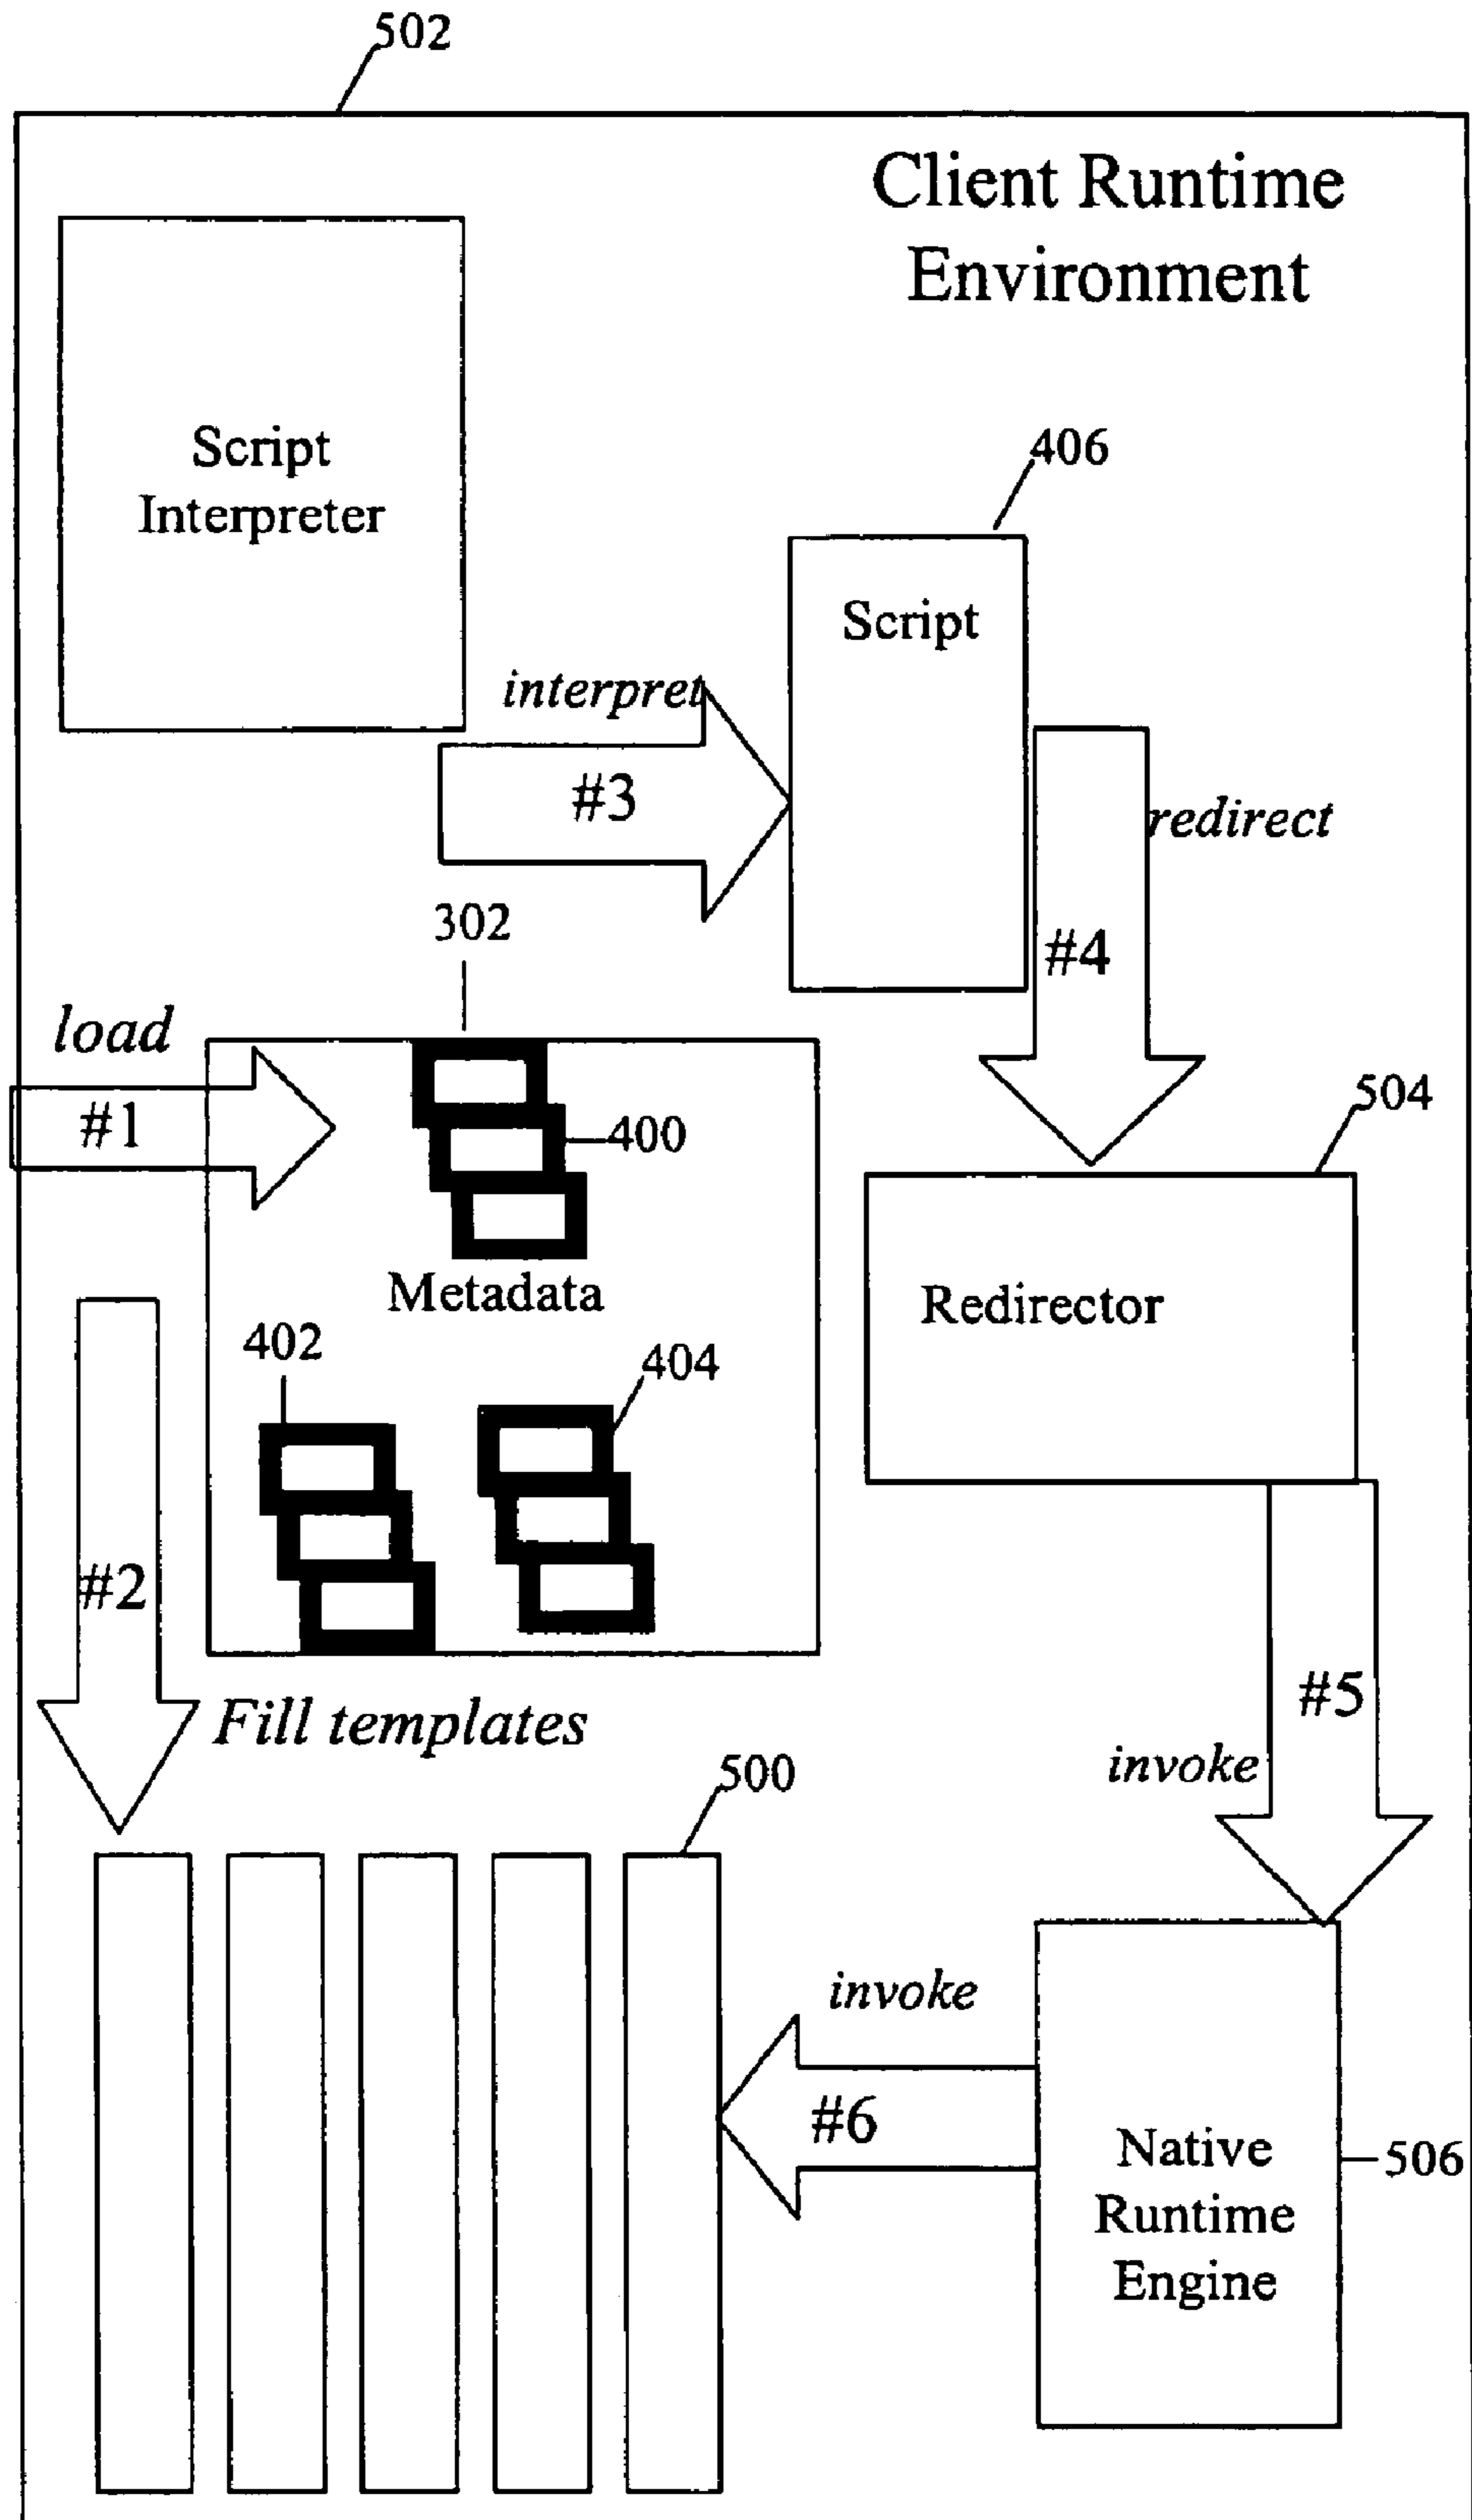 502
Client Runtime
Environment
Script
Interpreter
406
Script
interpret
#3
redirect
#4
302
load
#1
400
504
Metadata
Redirector
402
404
#2
#5
Fill templates
invoke
500
invoke
#6
Native
Runtime
Engine
506